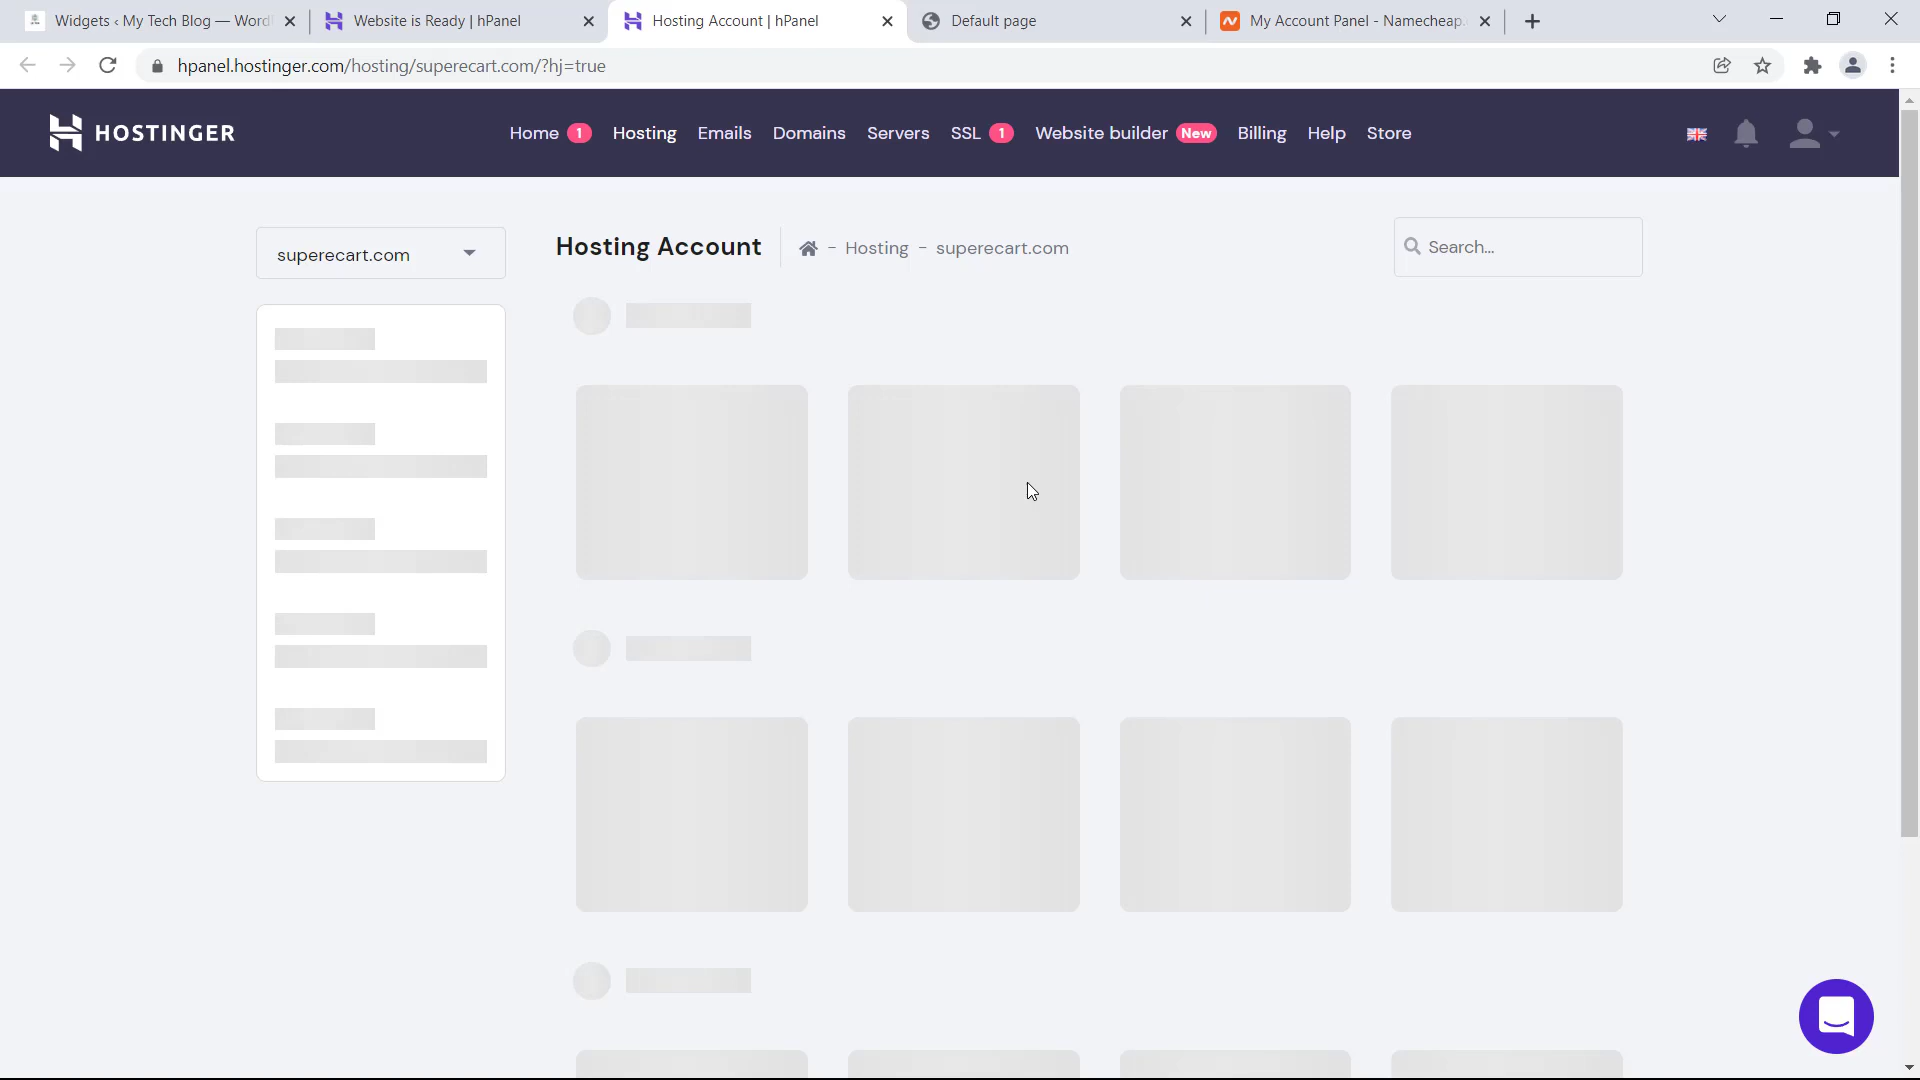 Widgets ‹ My Tech Blog — Word
Website is Ready | hPanel
Hosting Account | hPanel
Default page
My Account Panel - Namecheap.
hpanel.hostinger.com/hosting/superecart.com/?hj=true
HOSTINGER
Home 1 Hosting Emails Domains Servers SSL 1 Website builder New Billing Help Store
superecart.com
Hosting Account
- Hosting - superecart.com
Search...